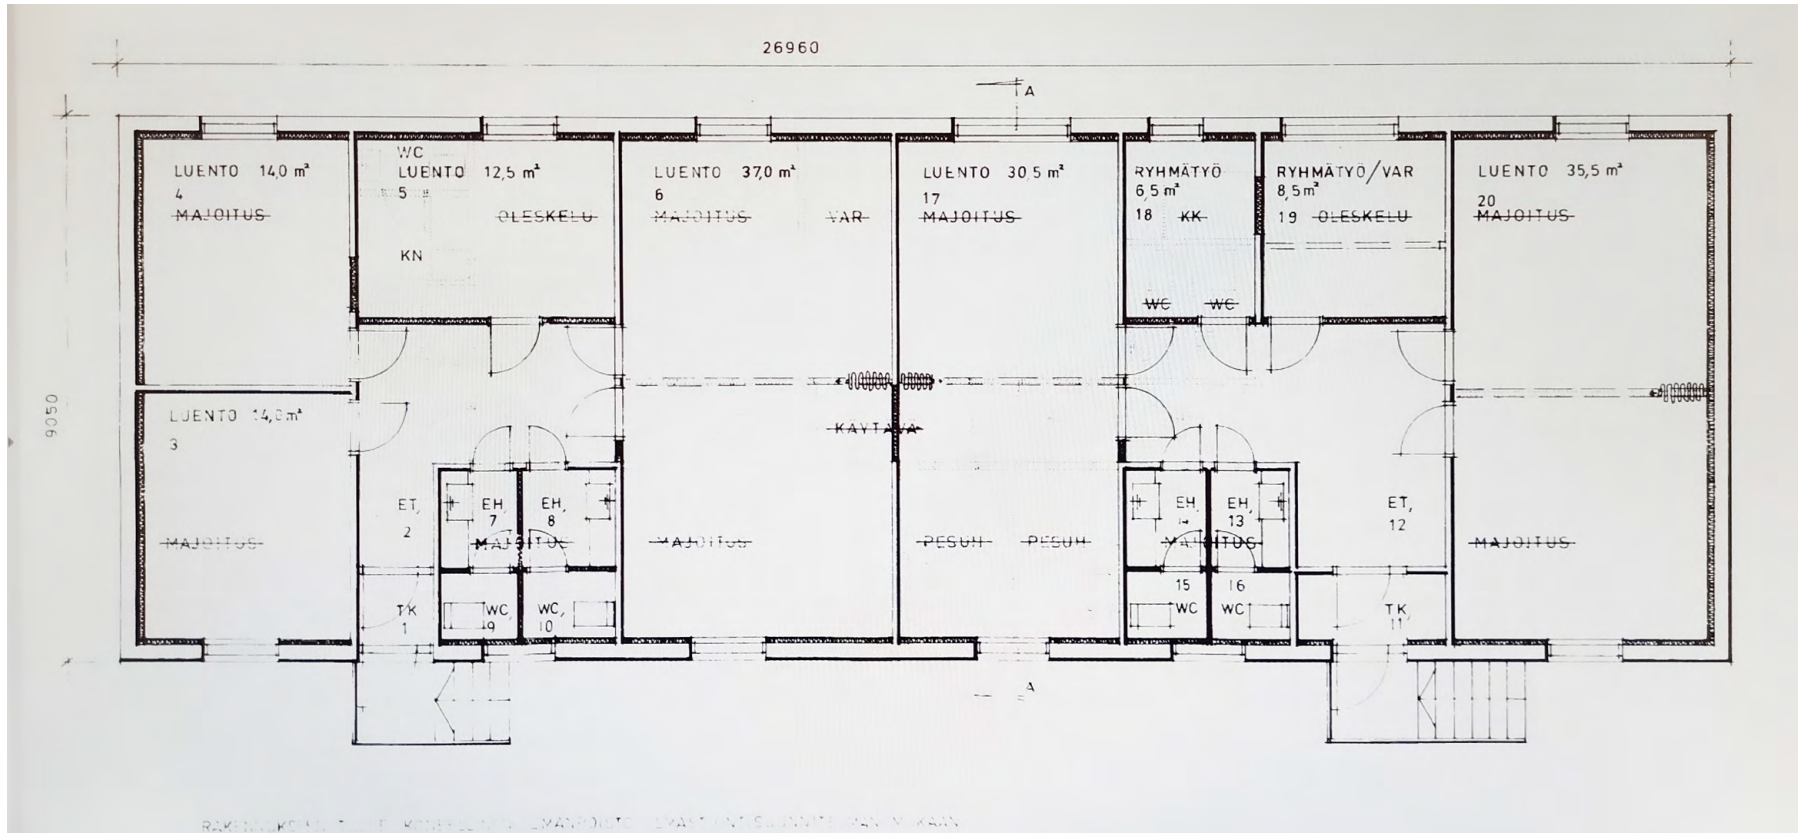 26960
A
9050
LUENTO 14,0 m²
4
MAJOITUS
WC
LUENTO 12,5 m²
5
OLESKELU
KN
LUENTO 37,0 m²
6
MAJOITUS VAR
LUENTO 30,5 m²
17
MAJOITUS
RYHMÄTYÖ
6,5 m²
18 KK
WC WC
RYHMÄTYÖ/VAR
8,5 m²
19 OLESKELU
LUENTO 35,5 m²
20
MAJOITUS
LUENTO 14,0 m²
3
MAJOITUS
KÄYTÄVÄ
ET,
2
EH,
7
EH,
8
MAJOITUS
TK
1
WC,
9
WC,
10
MAJOITUS
PESUH PESUH
EH,
EH,
13
MAJOITUS
15
WC
16
WC
ET,
12
TK,
11
MAJOITUS
A